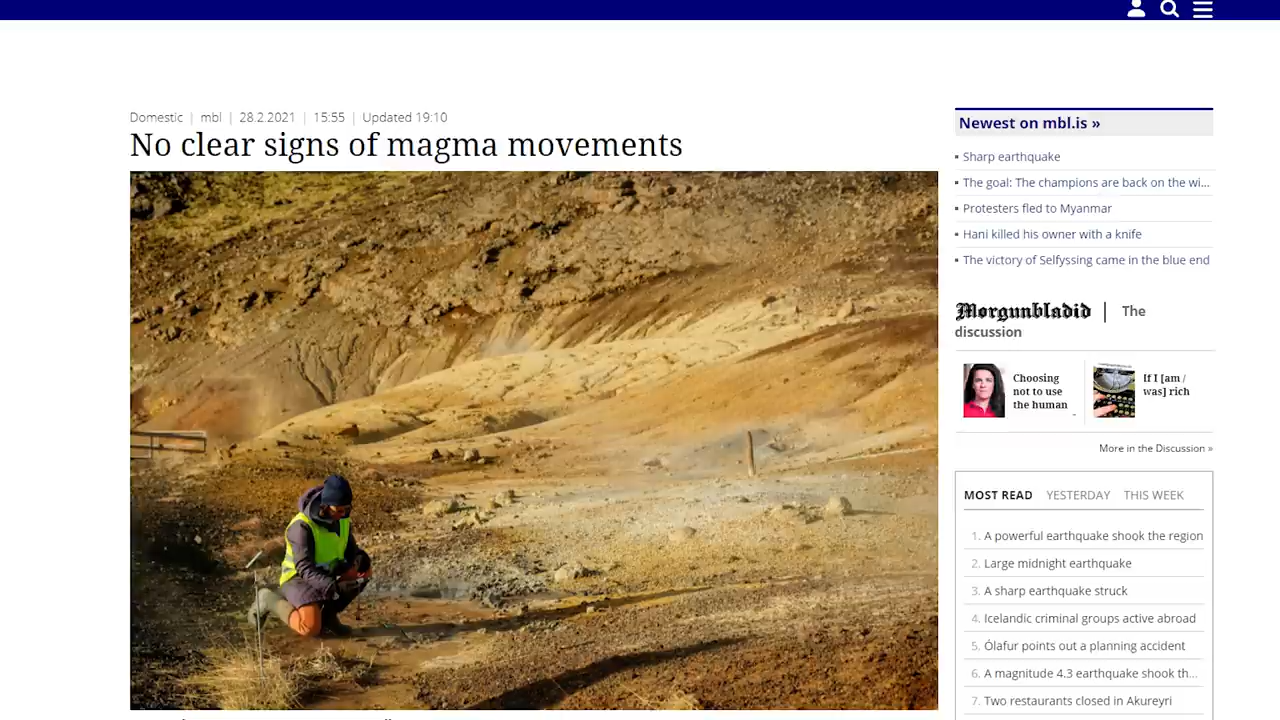 Domestic | mbl | 28.2.2021 | 15:55 | Updated 19:10
No clear signs of magma movements
Newest on mbl.is »
Sharp earthquake
The goal: The champions are back on the wi...
Protesters fled to Myanmar
Hani killed his owner with a knife
The victory of Selfyssing came in the blue end
Morgunbladid | The
discussion
Choosing
not to use
the human
If I [am /
was] rich
More in the Discussion »
MOST READ YESTERDAY THIS WEEK
1. A powerful earthquake shook the region
2. Large midnight earthquake
3. A sharp earthquake struck
4. Icelandic criminal groups active abroad
5. Ólafur points out a planning accident
6. A magnitude 4.3 earthquake shook th...
7. Two restaurants closed in Akureyri